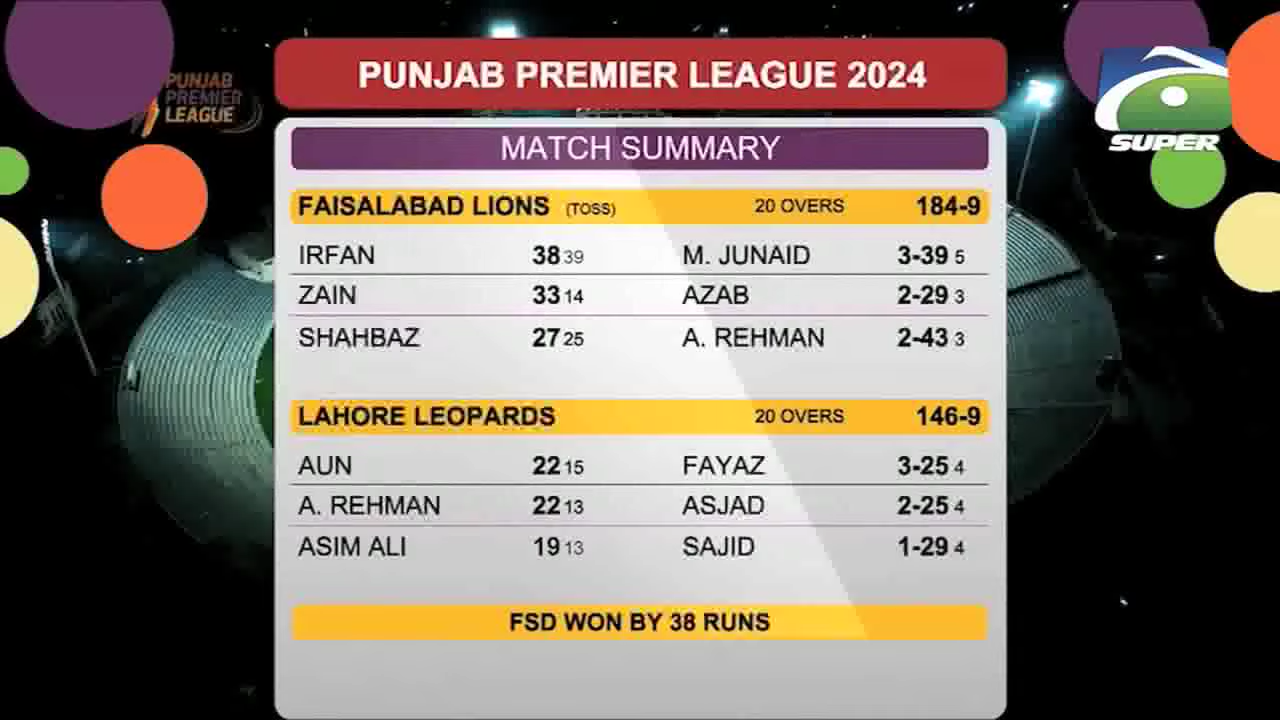 PUNJAB PREMIER LEAGUE 2024
PUNJAB
PREMIER
LEAGUE
SUPER
MATCH SUMMARY
FAISALABAD LIONS (TOSS) 20 OVERS 184-9
IRFAN 38 39 M. JUNAID 3-39 5
ZAIN 33 14 AZAB 2-29 3
SHAHBAZ 27 25 A. REHMAN 2-43 3
LAHORE LEOPARDS 20 OVERS 146-9
AUN 22 15 FAYAZ 3-25 4
A. REHMAN 22 13 ASJAD 2-25 4
ASIM ALI 19 13 SAJID 1-29 4
FSD WON BY 38 RUNS